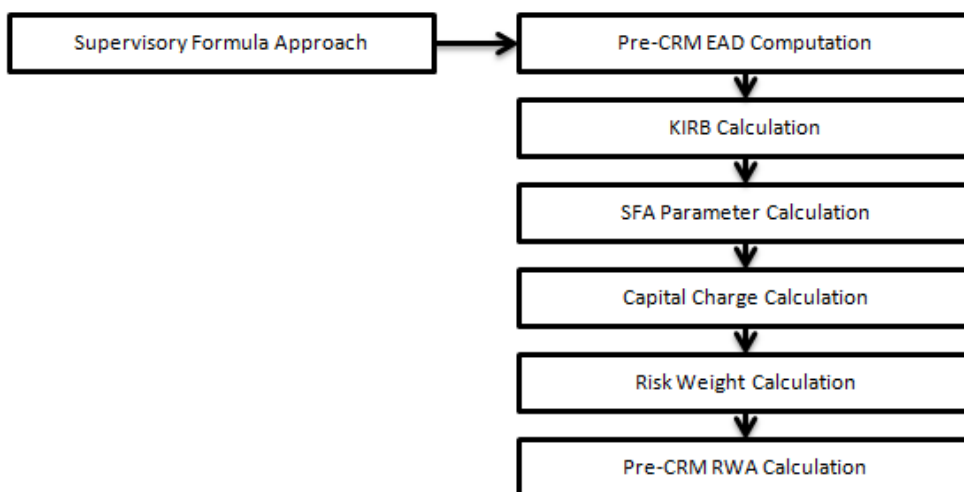 Supervisory Formula Approach
Pre-CRM EAD Computation
KIRB Calculation
SFA Parameter Calculation
Capital Charge Calculation
Risk Weight Calculation
Pre-CRM RWA Calculation